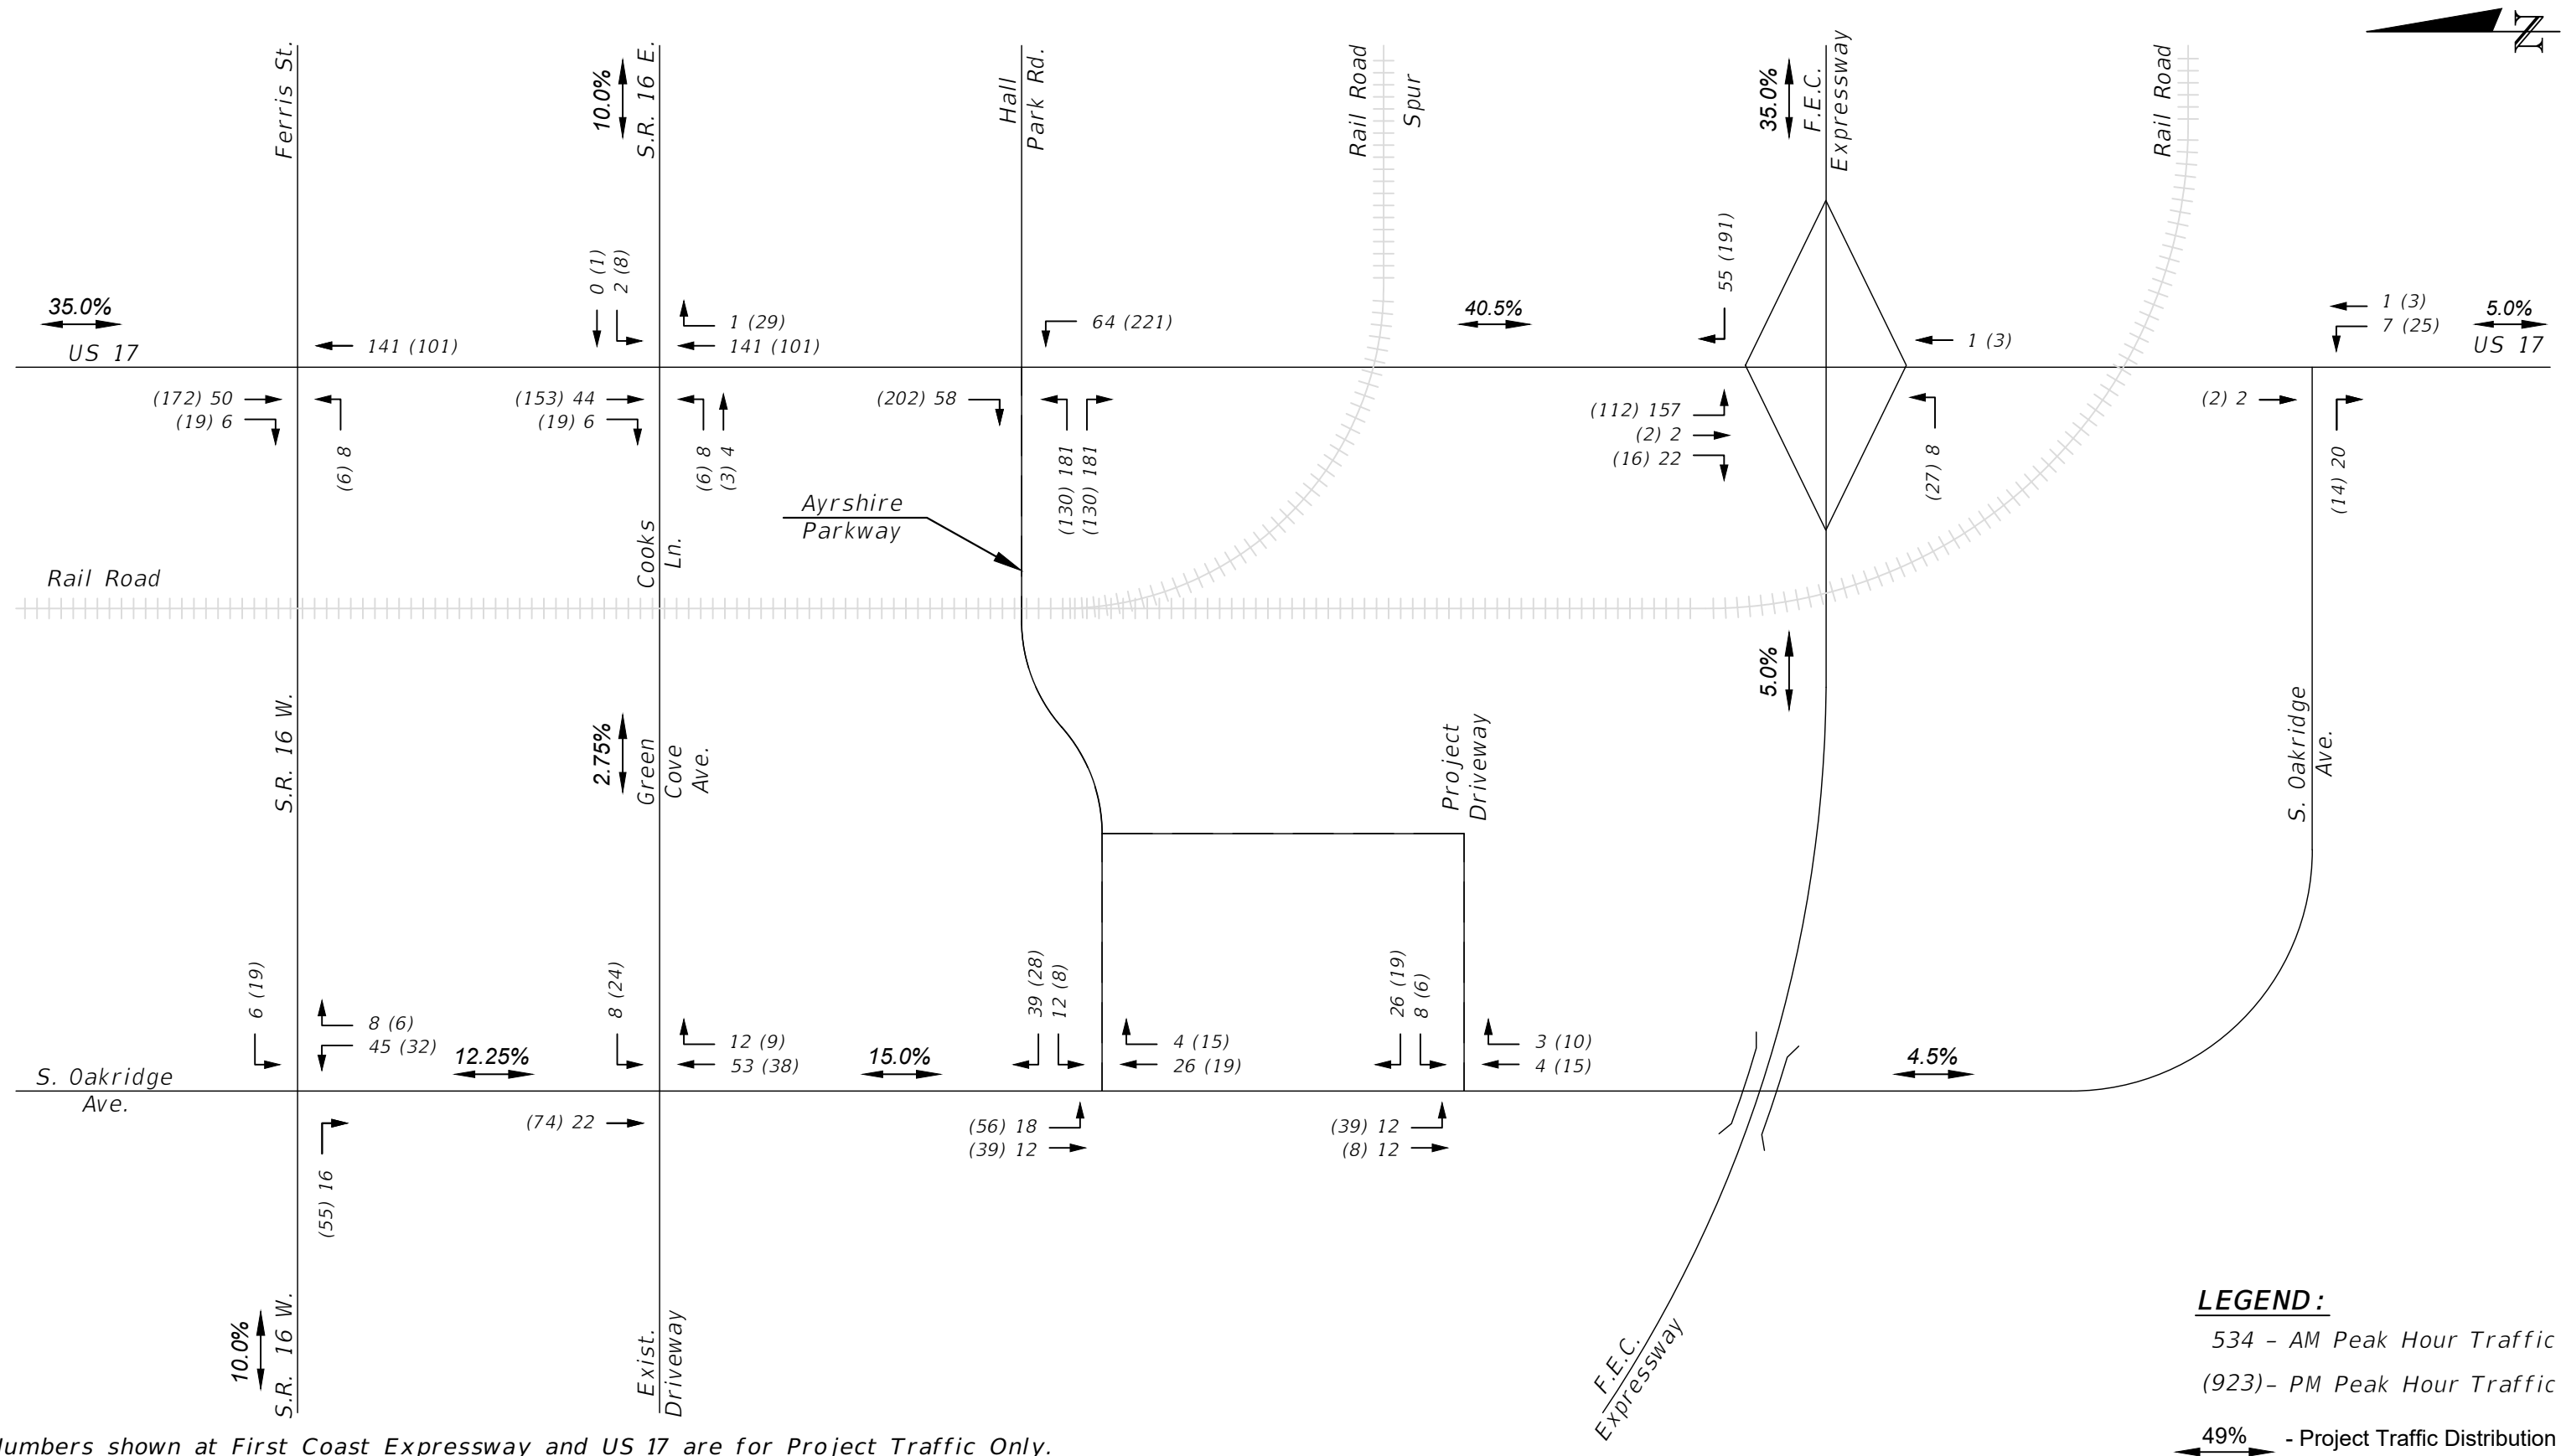 Ferris St.
10.0%
S.R. 16 E.
Hall
Park Rd.
Rail Road
Spur
35.0%
F.E.C.
Expressway
Rail Road
N
35.0%
US 17
141 (101)
0 (1)
2 (8)
1 (29)
141 (101)
64 (221)
40.5%
55 (191)
1 (3)
1 (3)
7 (25)
5.0%
US 17
(172) 50
(19) 6
(6) 8
(153) 44
(19) 6
(6) 8
(3) 4
(202) 58
(130) 181
(130) 181
(112) 157
(2) 2
(16) 22
(27) 8
(2) 2
(14) 20
Ayrshire
Parkway
Cooks
Ln.
Rail Road
S.R. 16 W.
2.75%
Green
Cove
Ave.
Project
Driveway
5.0%
S. Oakridge
Ave.
6 (19)
8 (6)
45 (32)
12.25%
8 (24)
12 (9)
53 (38)
15.0%
39 (28)
12 (8)
4 (15)
26 (19)
26 (19)
8 (6)
3 (10)
4 (15)
4.5%
S. Oakridge
Ave.
(55) 16
(74) 22
(56) 18
(39) 12
(39) 12
(8) 12
10.0%
S.R. 16 W.
Exist.
Driveway
F.E.C.
Expressway
LEGEND:
534 – AM Peak Hour Traffic
(923) – PM Peak Hour Traffic
49% - Project Traffic Distribution
Numbers shown at First Coast Expressway and US 17 are for Project Traffic Only.